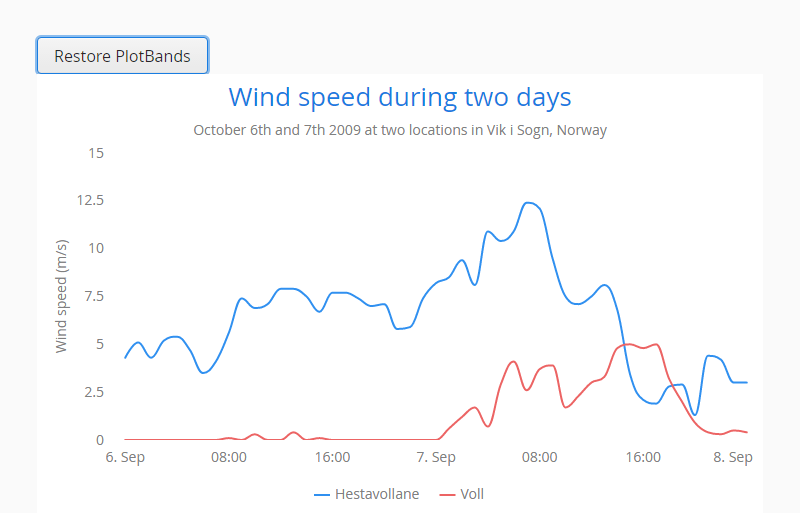 Restore PlotBands
Wind speed during two days
October 6th and 7th 2009 at two locations in Vik i Sogn, Norway
15
12.5
10
7.5
5
2.5
0
Wind speed (m/s)
6. Sep 08:00 16:00 7. Sep 08:00 16:00 8. Sep
Hestavollane Voll